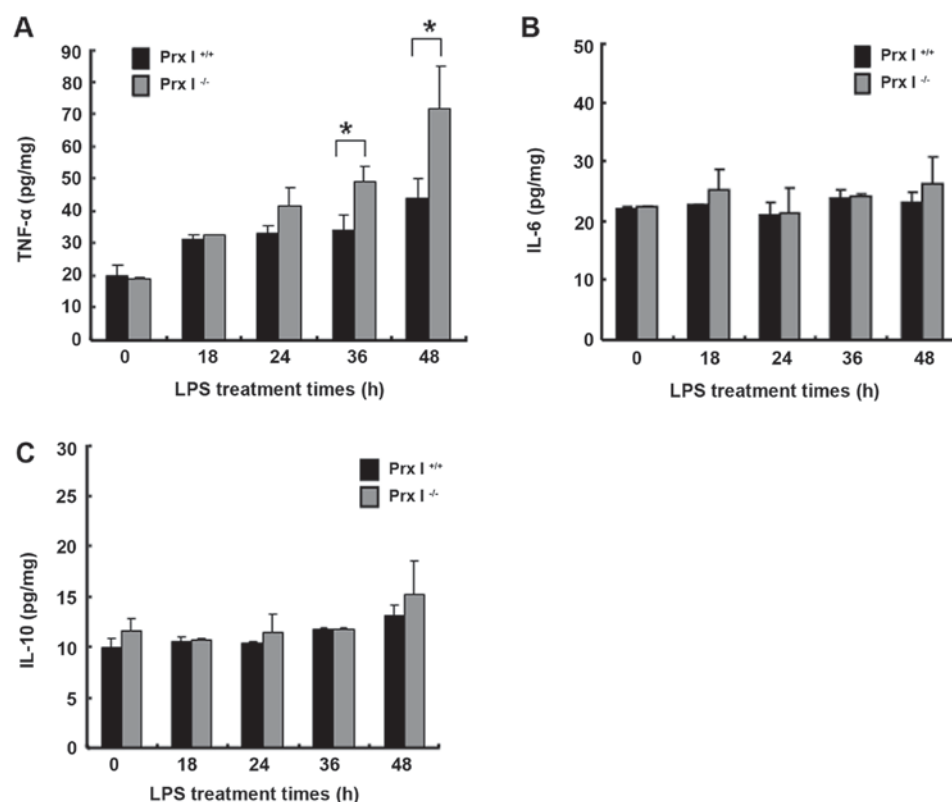 A
Prx I +/+
Prx I -/-
*
*
90
80
70
60
50
40
30
20
10
0
TNF-α (pg/mg)
0 18 24 36 48
LPS treatment times (h)
B
Prx I +/+
Prx I -/-
50
40
30
20
10
0
IL-6 (pg/mg)
0 18 24 36 48
LPS treatment times (h)
C
Prx I +/+
Prx I -/-
30
25
20
15
10
5
0
IL-10 (pg/mg)
0 18 24 36 48
LPS treatment times (h)